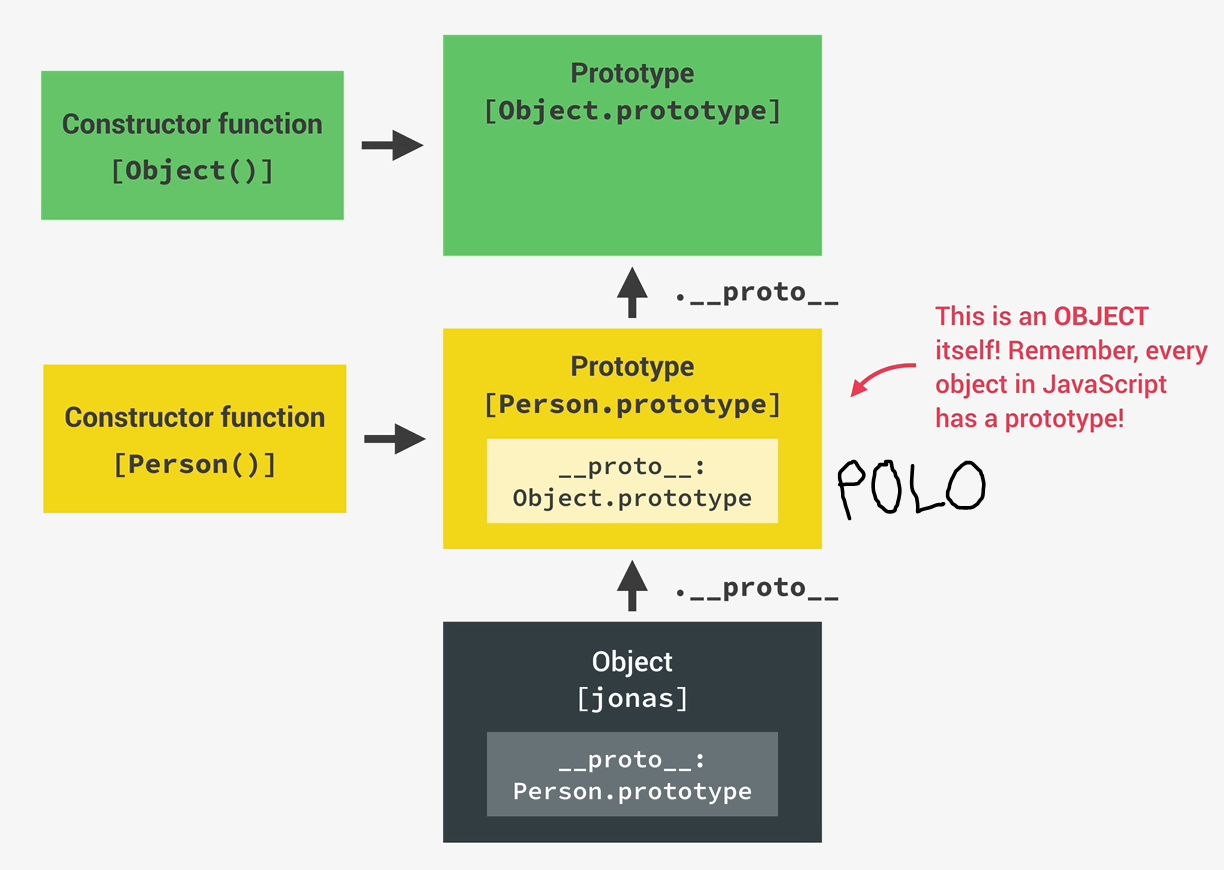 Constructor function
[Object()]
Prototype
[Object.prototype]
.__proto__
This is an OBJECT
itself! Remember, every
object in JavaScript
has a prototype!
Constructor function
[Person()]
Prototype
[Person.prototype]
__proto__:
Object.prototype
POLO
.__proto__
Object
[jonas]
__proto__:
Person.prototype